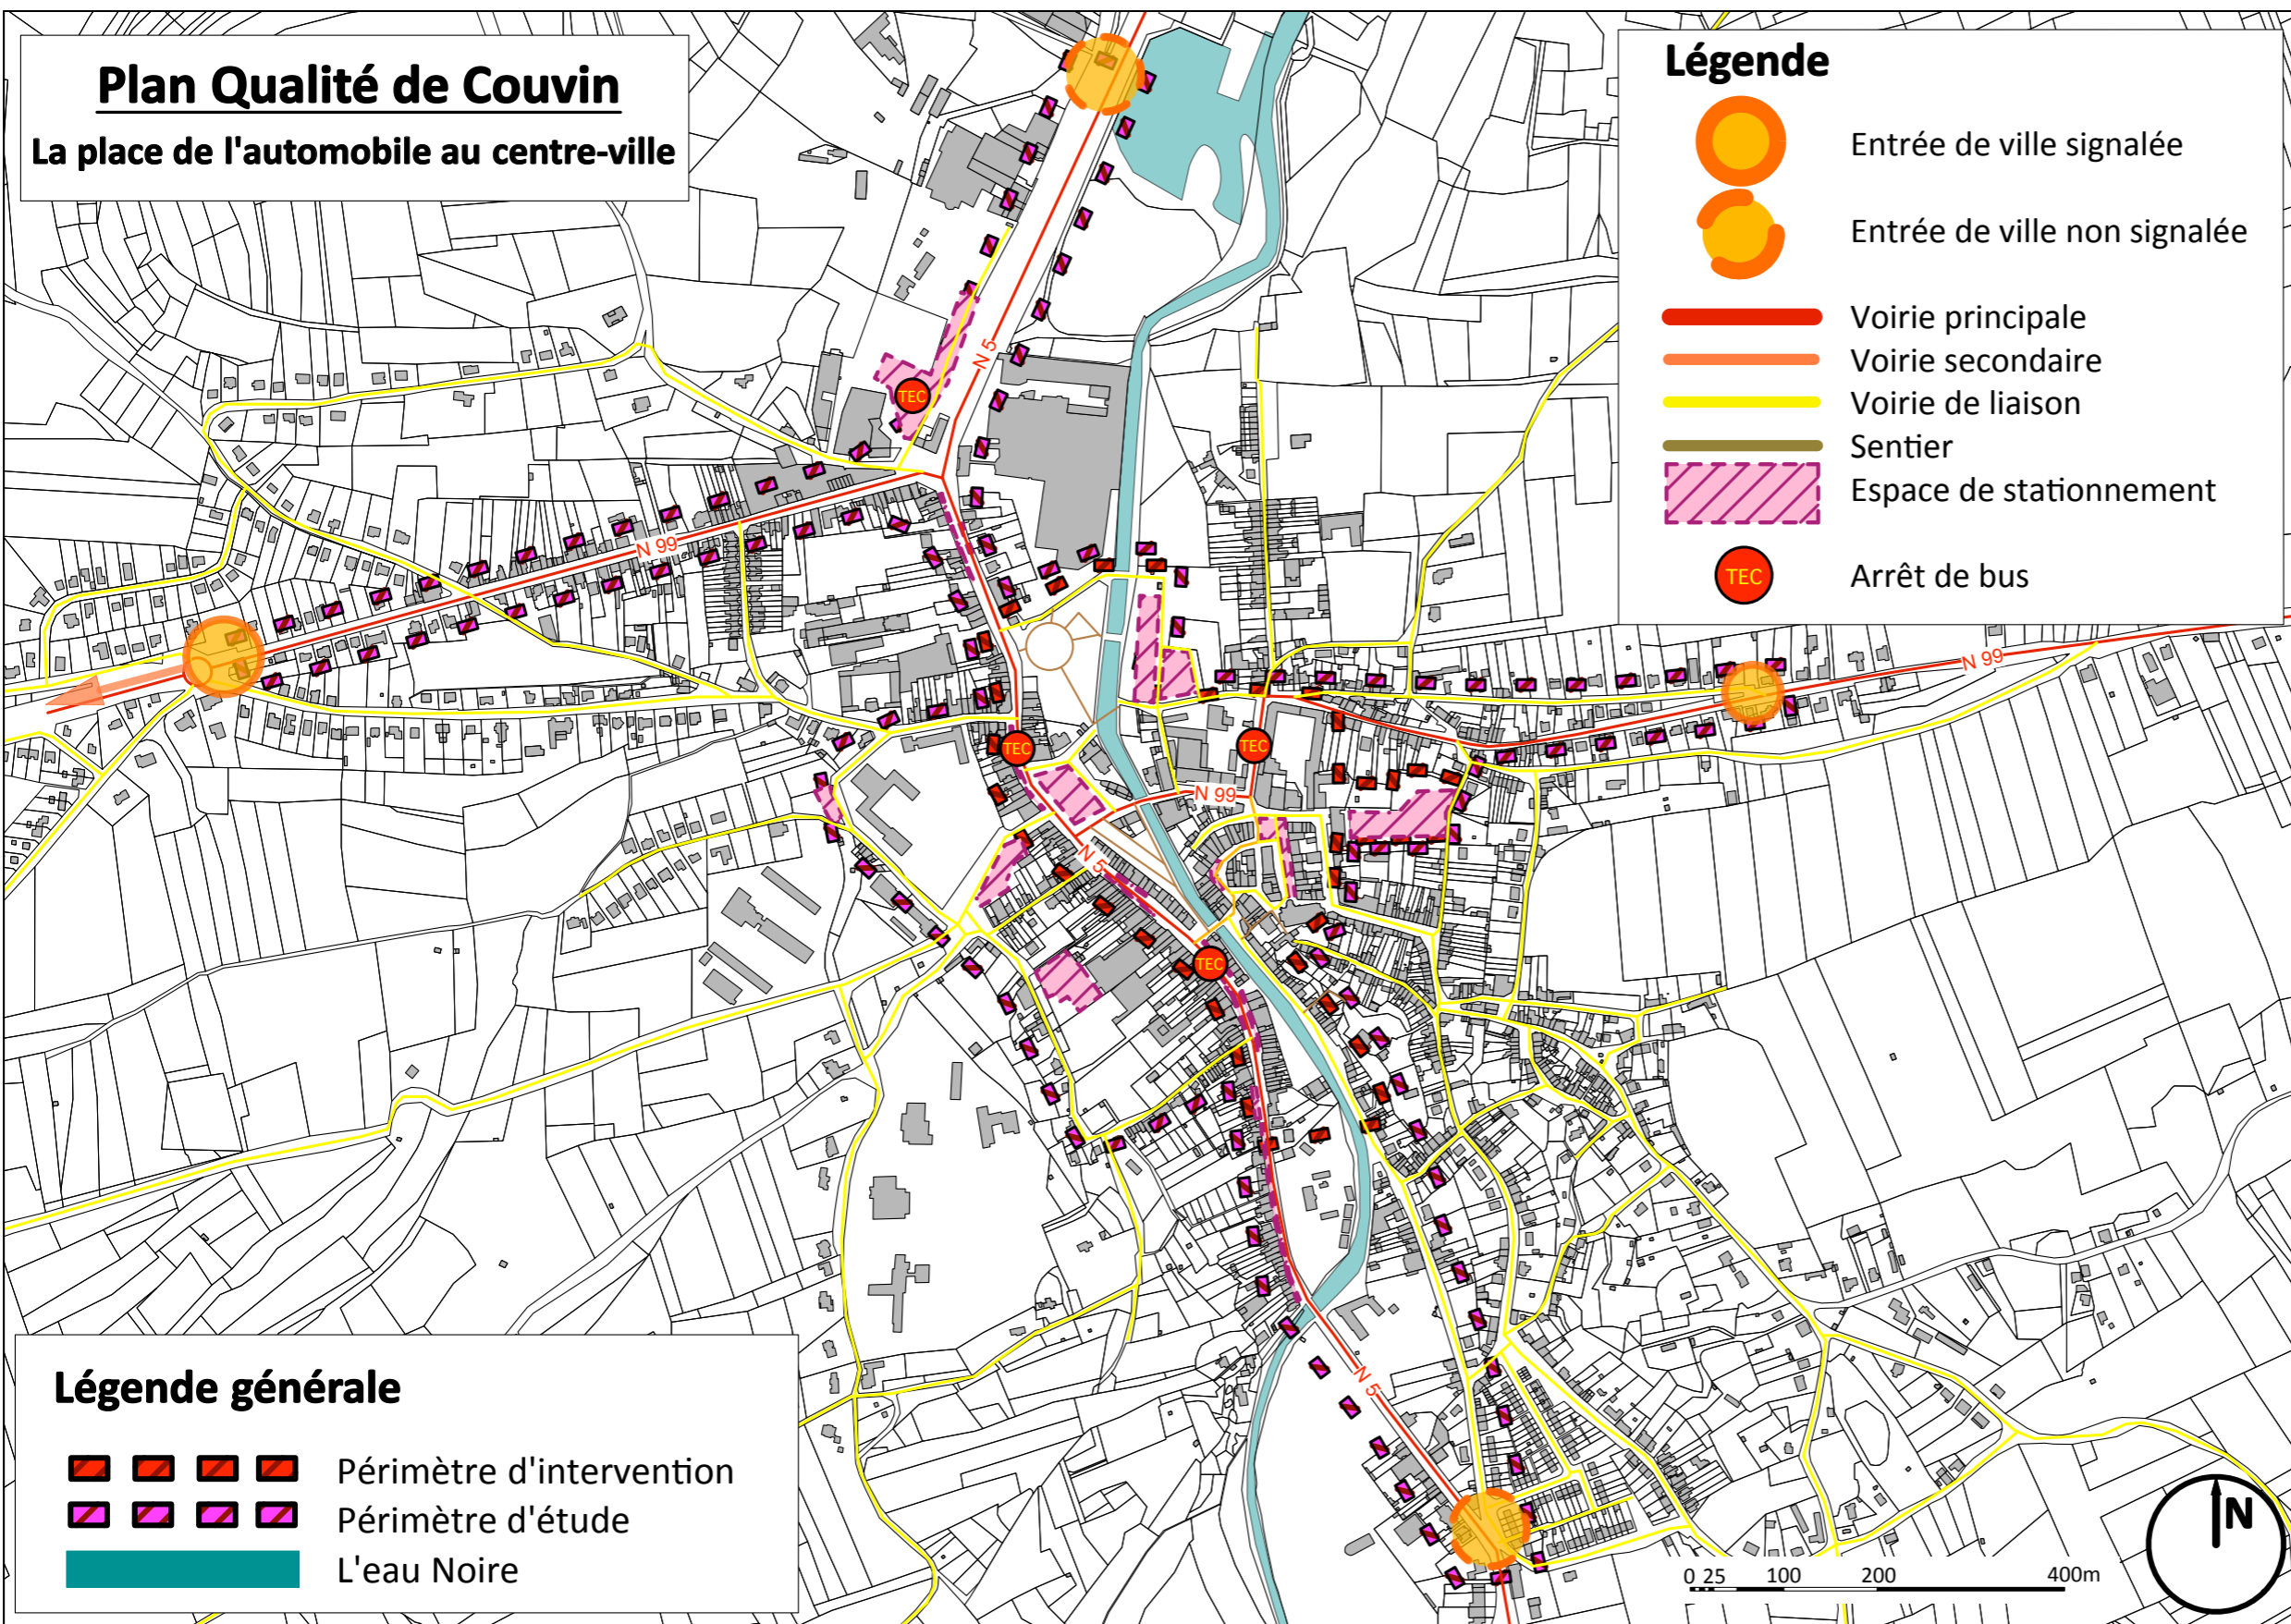 Plan Qualité de Couvin
La place de l'automobile au centre-ville
Légende
Entrée de ville signalée
Entrée de ville non signalée
Voirie principale
Voirie secondaire
Voirie de liaison
Sentier
Espace de stationnement
TEC
Arrêt de bus
N 5
TEC
N 99
N 99
TEC
TEC
N 99
N 5
TEC
N 5
Légende générale
Périmètre d'intervention
Périmètre d'étude
L'eau Noire
0 25 100 200 400m
N